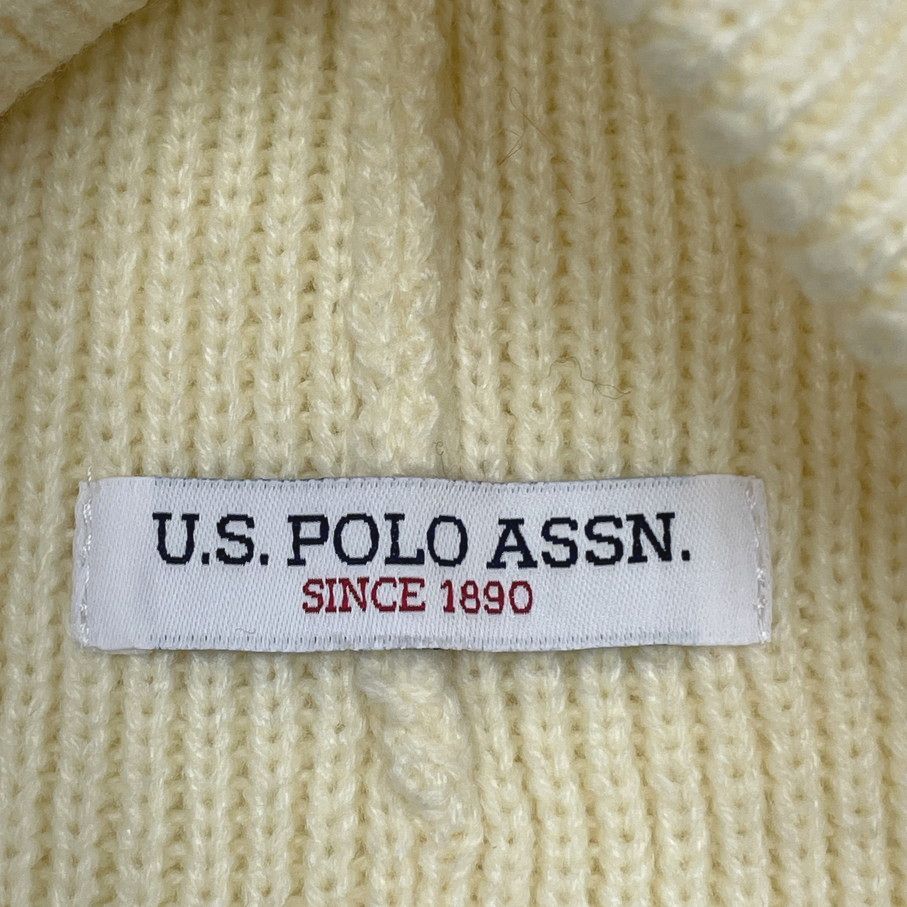 U.S. POLO ASSN.
SINCE 1890